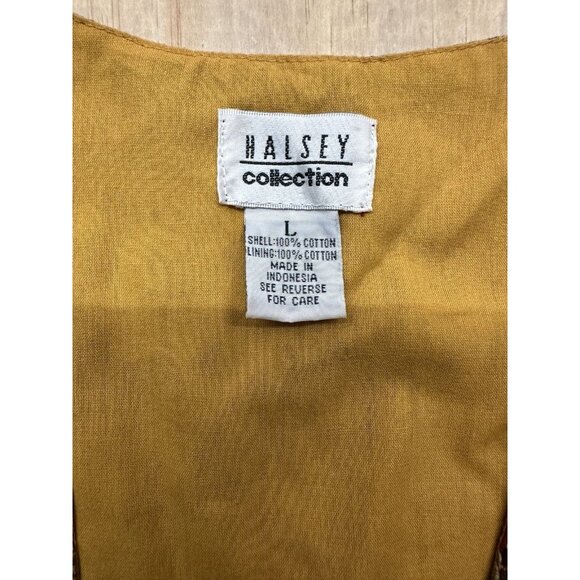 HALSEY
collection
L
SHELL:100% COTTON
LINING:100% COTTON
MADE IN
INDONESIA
SEE REVERSE
FOR CARE